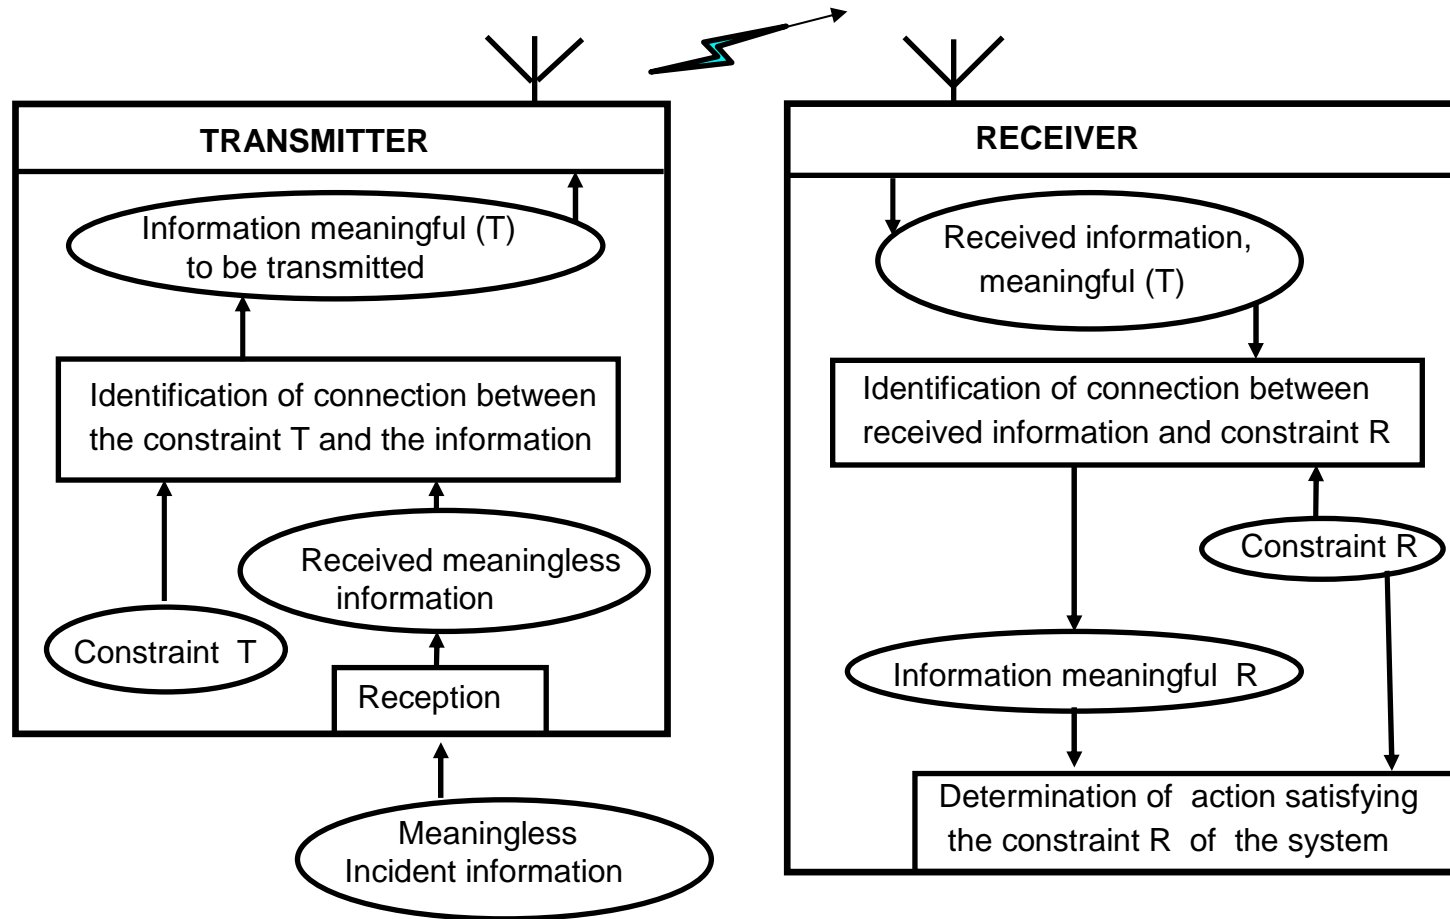 TRANSMITTER
Information meaningful (T)
to be transmitted
Identification of connection between
the constraint T and the information
Received meaningless
information
Constraint T
Reception
Meaningless
Incident information
RECEIVER
Received information,
meaningful (T)
Identification of connection between
received information and constraint R
Constraint R
Information meaningful R
Determination of action satisfying
the constraint R of the system